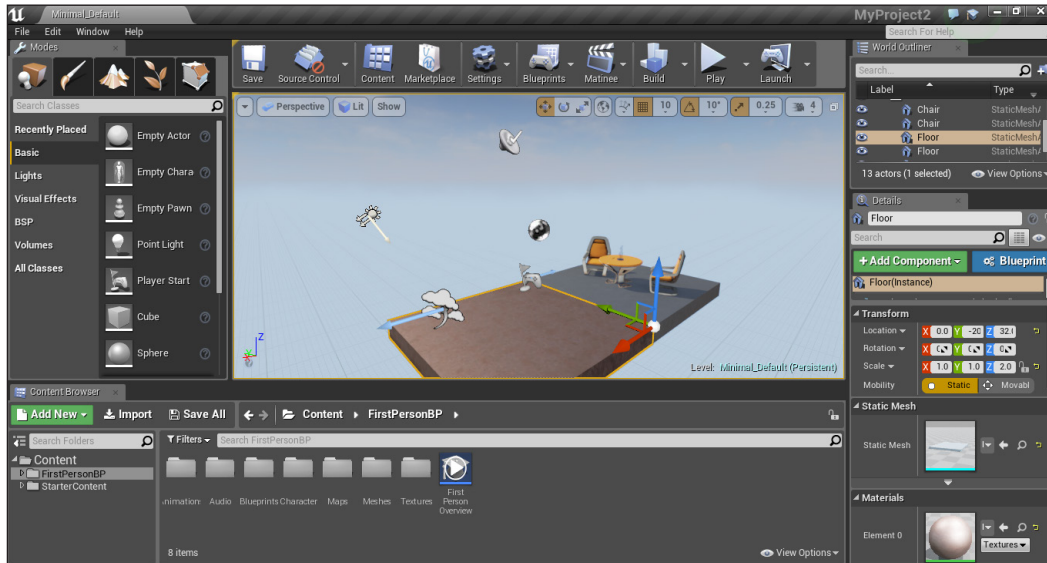 Minimal_Default
MyProject2
File Edit Window Help
Search For Help
Modes
Search Classes
Recently Placed
Basic
Lights
Visual Effects
BSP
Volumes
All Classes
Empty Actor
Empty Chara
Empty Pawn
Point Light
Player Start
Cube
Sphere
Save Source Control Content Marketplace Settings Blueprints Matinee Build Play Launch
Perspective Lit Show 10 10° 0.25 4
Z
Level: Minimal_Default (Persistent)
World Outliner
Search...
Label Type
Chair StaticMeshA
Chair StaticMeshA
Floor StaticMeshA
Floor StaticMeshA
13 actors (1 selected) View Options
Details
Floor
Search
+ Add Component Blueprint
Floor(Instance)
Transform
Location X 0.0 Y -20 Z 32.(
Rotation X Y Z
Scale X 1.0 Y 1.0 Z 2.0
Mobility Static Movabl
Static Mesh
Static Mesh
Materials
Element 0
Textures
Content Browser
Add New Import Save All Content FirstPersonBP
Search Folders
Content
FirstPersonBP
StarterContent
Filters Search FirstPersonBP
Animation Audio Blueprints Character Maps Meshes Textures First Person Overview
8 items View Options